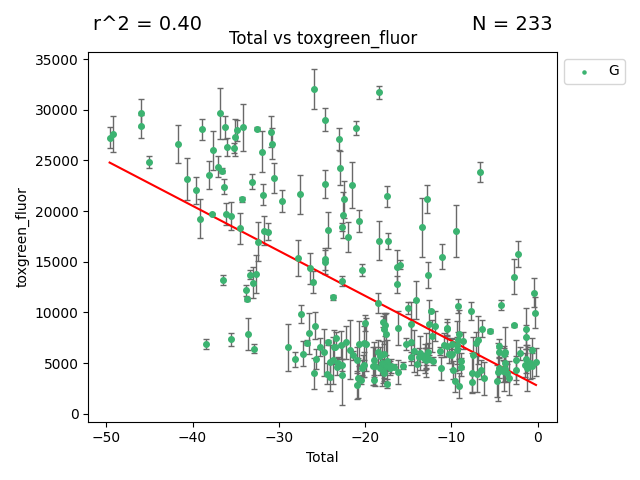 r^2 = 0.40 N = 233
Total vs toxgreen_fluor
G
35000
30000
25000
20000
15000
10000
5000
0
toxgreen_fluor
−50 −40 −30 −20 −10 0
Total